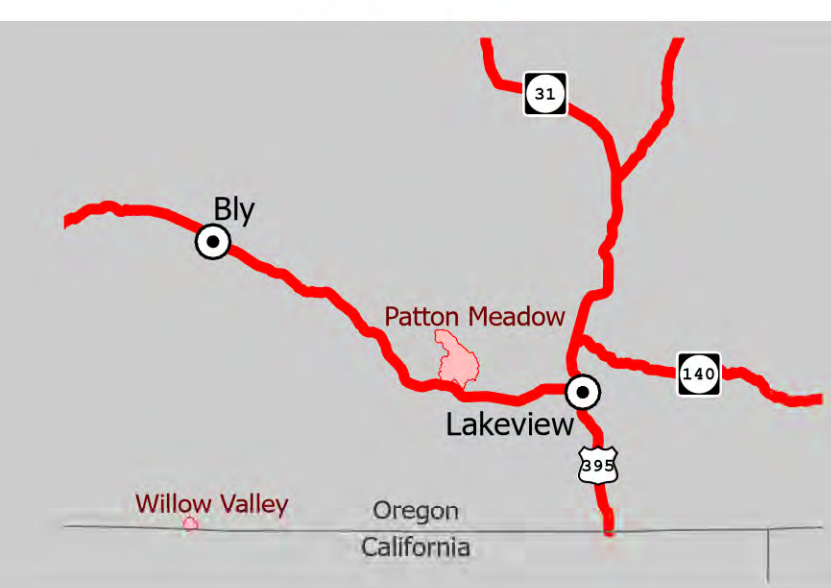 31
Bly
Patton Meadow
140
Lakeview
395
Willow Valley
Oregon
California